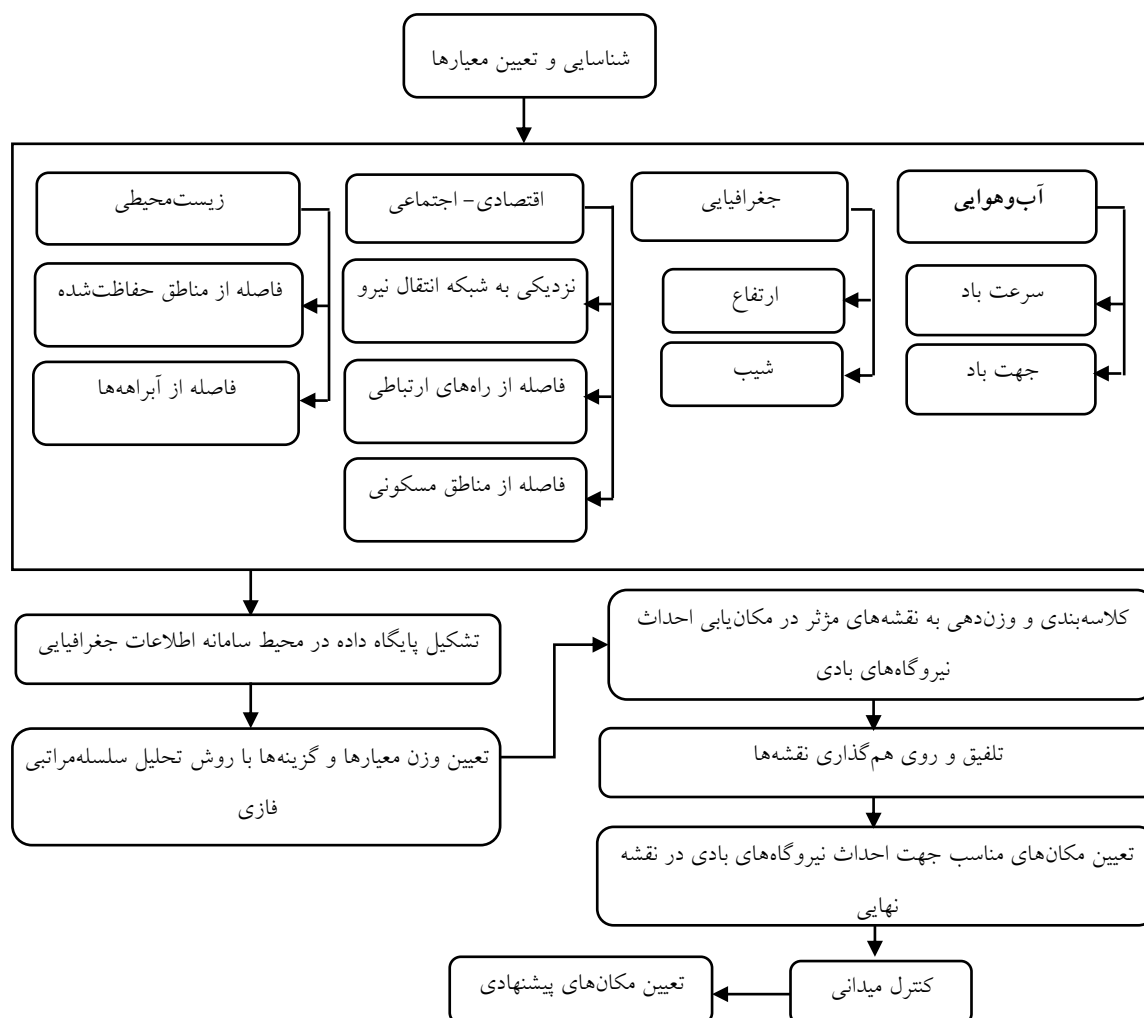 شناسایی و تعیین معیارها
آب‌وهوایی
سرعت باد
جهت باد
جغرافیایی
ارتفاع
شیب
اقتصادی- اجتماعی
نزدیکی به شبکه انتقال نیرو
فاصله از راه‌های ارتباطی
فاصله از مناطق مسکونی
زیست‌محیطی
فاصله از مناطق حفاظت‌شده
فاصله از آبراهه‌ها
تشکیل پایگاه داده در محیط سامانه اطلاعات جغرافیایی
تعیین وزن معیارها و گزینه‌ها با روش تحلیل سلسله‌مراتبی
فازی
کلاسه‌بندی و وزن‌دهی به نقشه‌های مؤثر در مکان‌یابی احداث
نیروگاه‌های بادی
تلفیق و روی هم‌گذاری نقشه‌ها
تعیین مکان‌های مناسب جهت احداث نیروگاه‌های بادی در نقشه
نهایی
کنترل میدانی
تعیین مکان‌های پیشنهادی